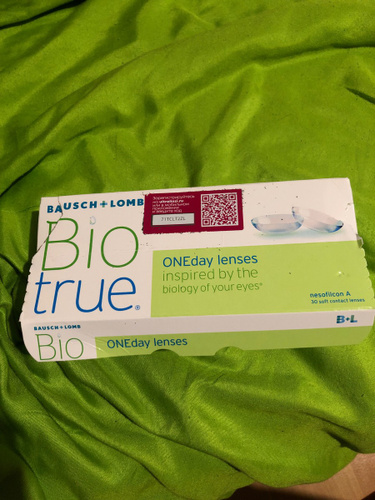 BAUSCH + LOMB
Bio
true®
ONEday lenses
inspired by the
biology of your eyes*
nesofilcon A
30 soft contact lenses
BAUSCH + LOMB
Bio
ONEday lenses
B+L